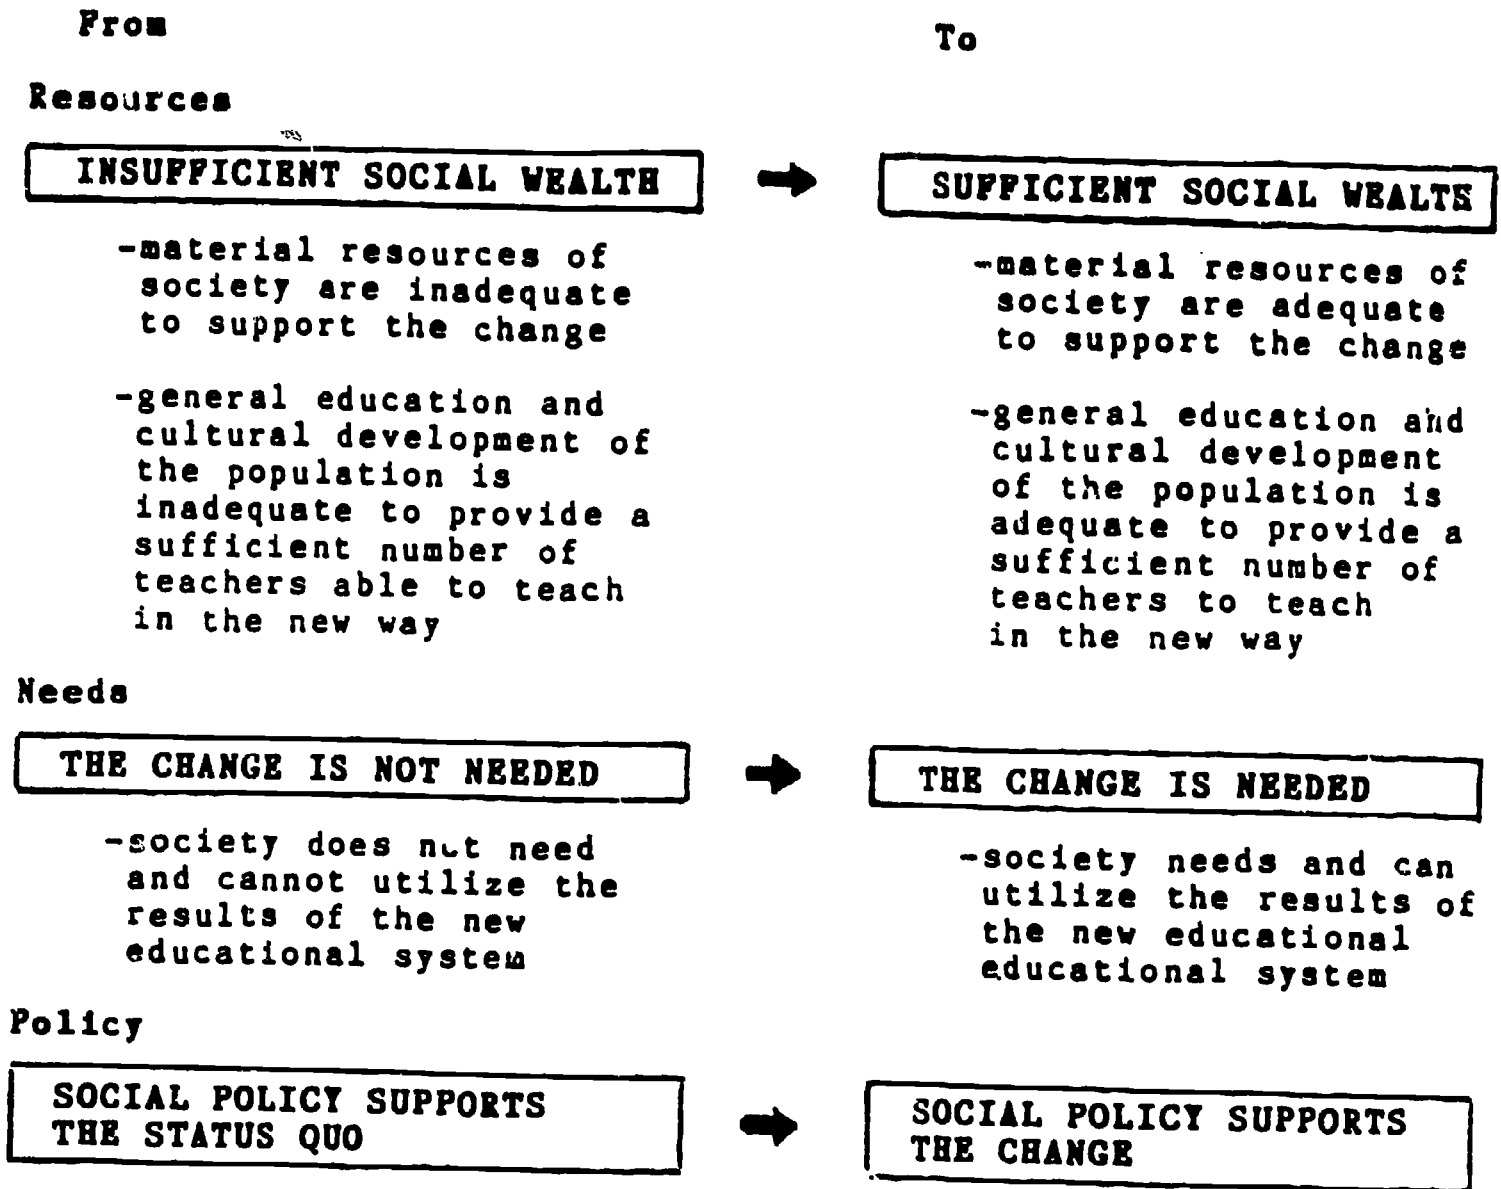 From
To
Resources
INSUFFICIENT SOCIAL WEALTH
SUFFICIENT SOCIAL WEALTH
-material resources of
society are inadequate
to support the change
-general education and
cultural development of
the population is
inadequate to provide a
sufficient number of
teachers able to teach
in the new way
-material resources of
society are adequate
to support the change
-general education and
cultural development
of the population is
adequate to provide a
sufficient number of
teachers to teach
in the new way
Needs
THE CHANGE IS NOT NEEDED
THE CHANGE IS NEEDED
-society does not need
and cannot utilize the
results of the new
educational system
-society needs and can
utilize the results of
the new educational
educational system
Policy
SOCIAL POLICY SUPPORTS
THE STATUS QUO
SOCIAL POLICY SUPPORTS
THE CHANGE